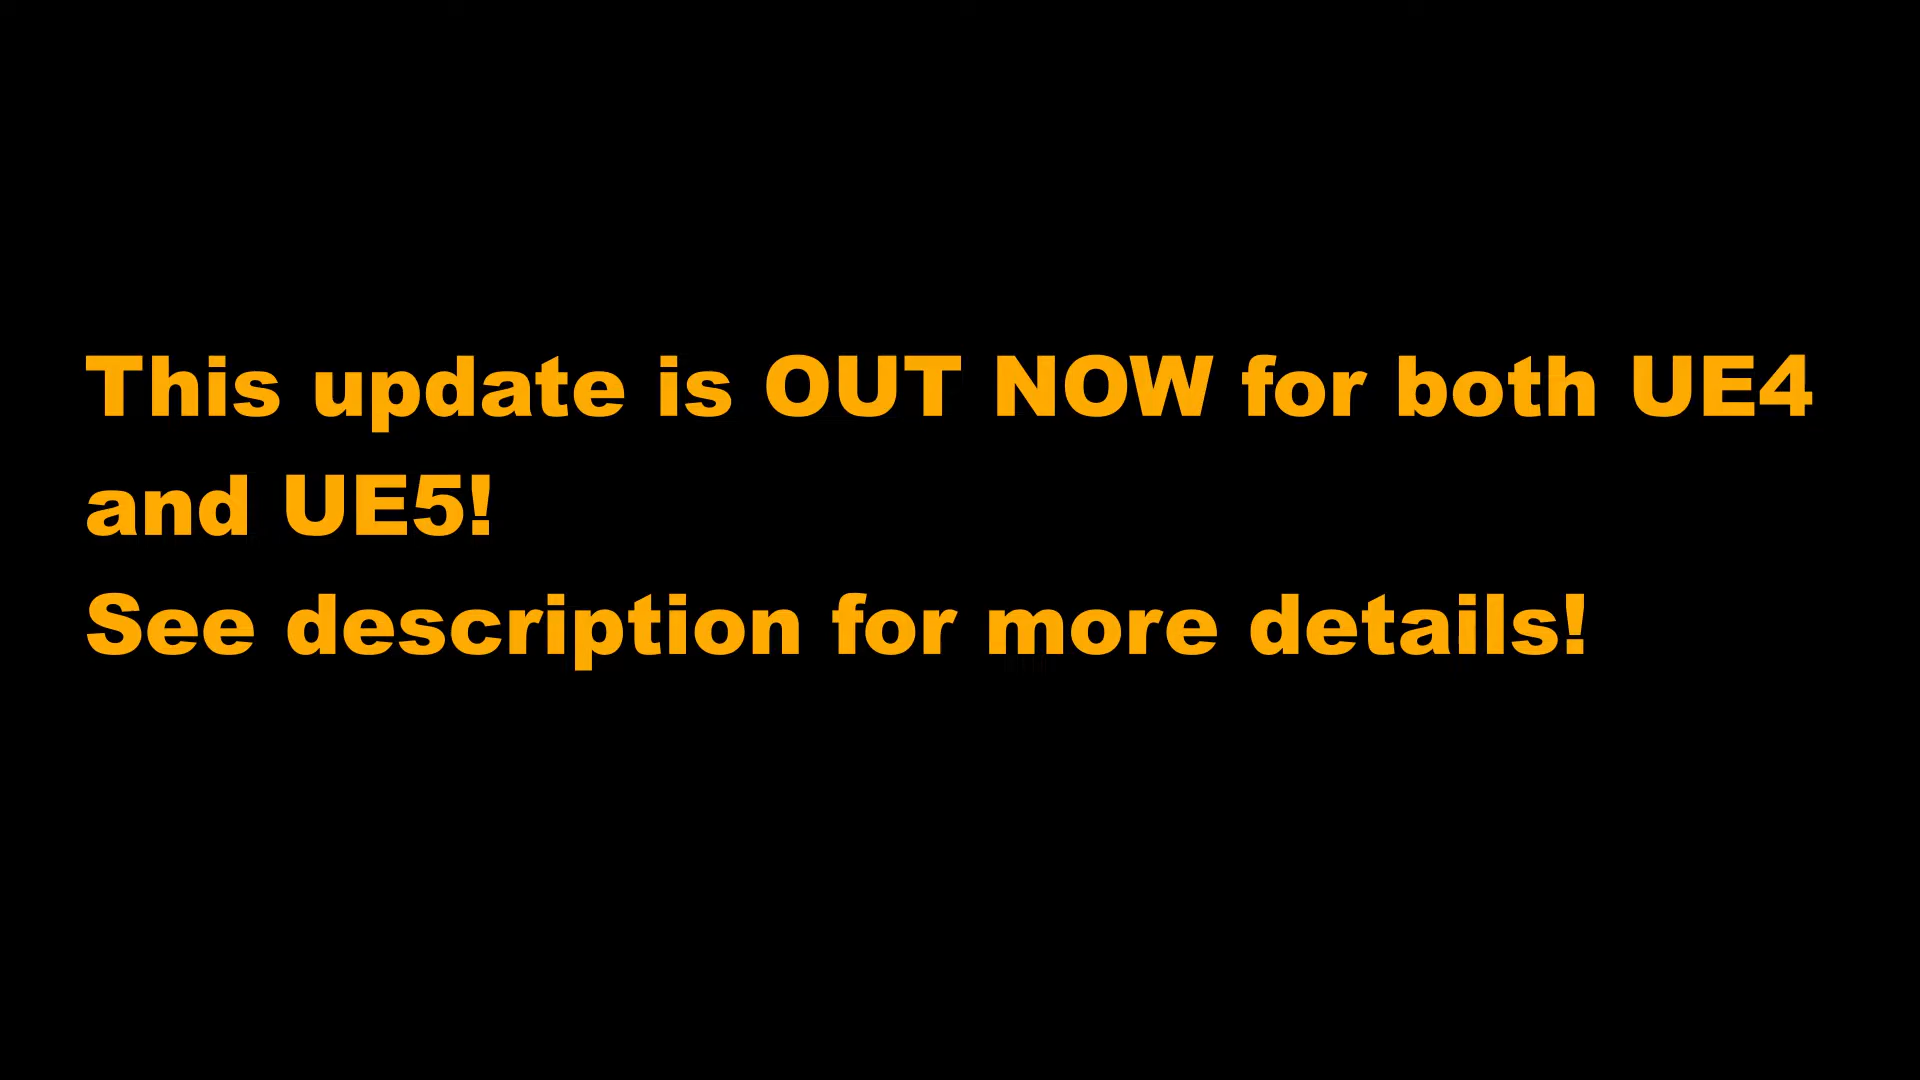 This update is OUT NOW for both UE4
and UE5!
See description for more details!